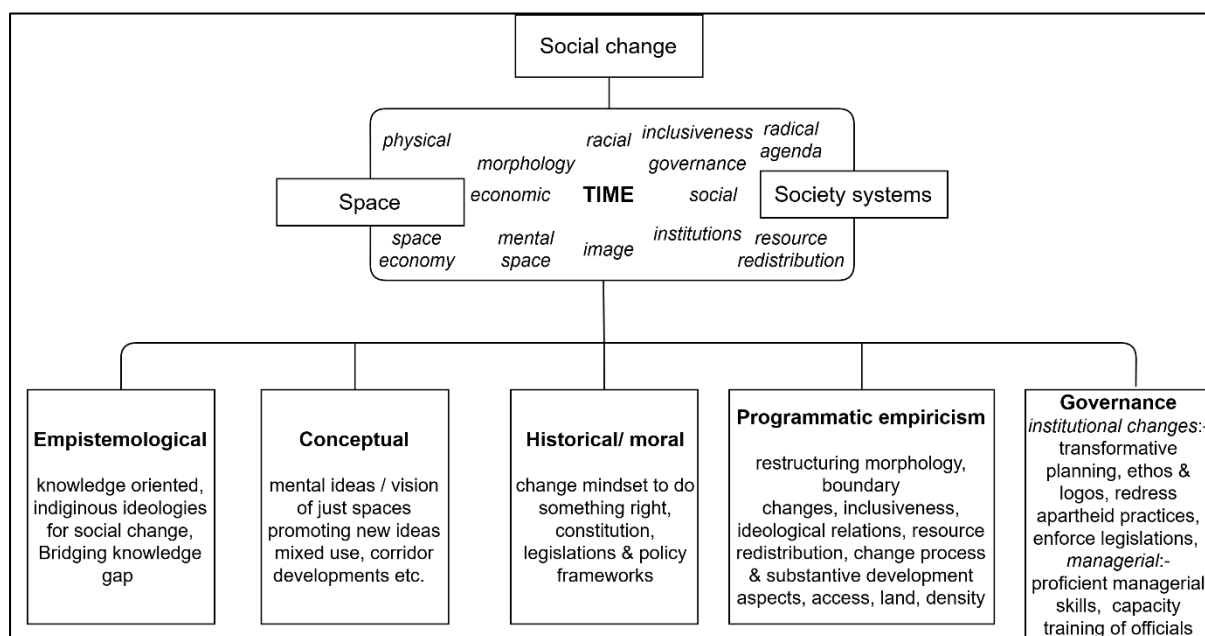 Social change
physical
racial
inclusiveness
radical
agenda
morphology
governance
Space
economic
TIME
social
Society systems
space
economy
mental
space
image
institutions
resource
redistribution
Empistemological
knowledge oriented,
indiginous ideologies
for social change,
Bridging knowledge
gap
Conceptual
mental ideas / vision
of just spaces
promoting new ideas
mixed use, corridor
developments etc.
Historical/ moral
change mindset to do
something right,
constitution,
legislations & policy
frameworks
Programmatic empiricism
restructuring morphology,
boundary
changes, inclusiveness,
ideological relations, resource
redistribution, change process
& substantive development
aspects, access, land, density
Governance
institutional changes:-
transformative
planning, ethos &
logos, redress
apartheid practices,
enforce legislations,
managerial:-
proficient managerial
skills, capacity
training of officials